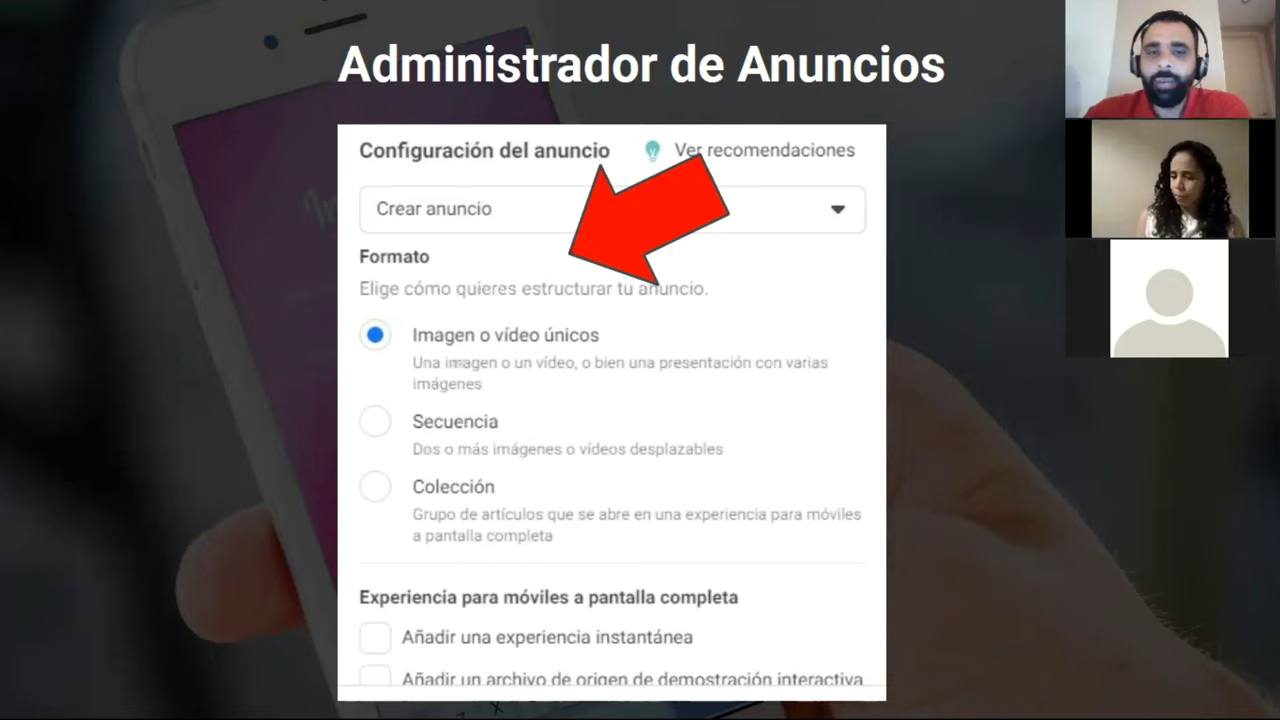 Administrador de Anuncios
Configuración del anuncio
Ver recomendaciones
Crear anuncio
Formato
Elige cómo quieres estructurar tu anuncio.
Imagen o vídeo únicos
Una imagen o un vídeo, o bien una presentación con varias
imágenes
Secuencia
Dos o más imágenes o vídeos desplazables
Colección
Grupo de artículos que se abre en una experiencia para móviles
a pantalla completa
Experiencia para móviles a pantalla completa
Añadir una experiencia instantánea
Añadir un archivo de origen de demostración interactiva